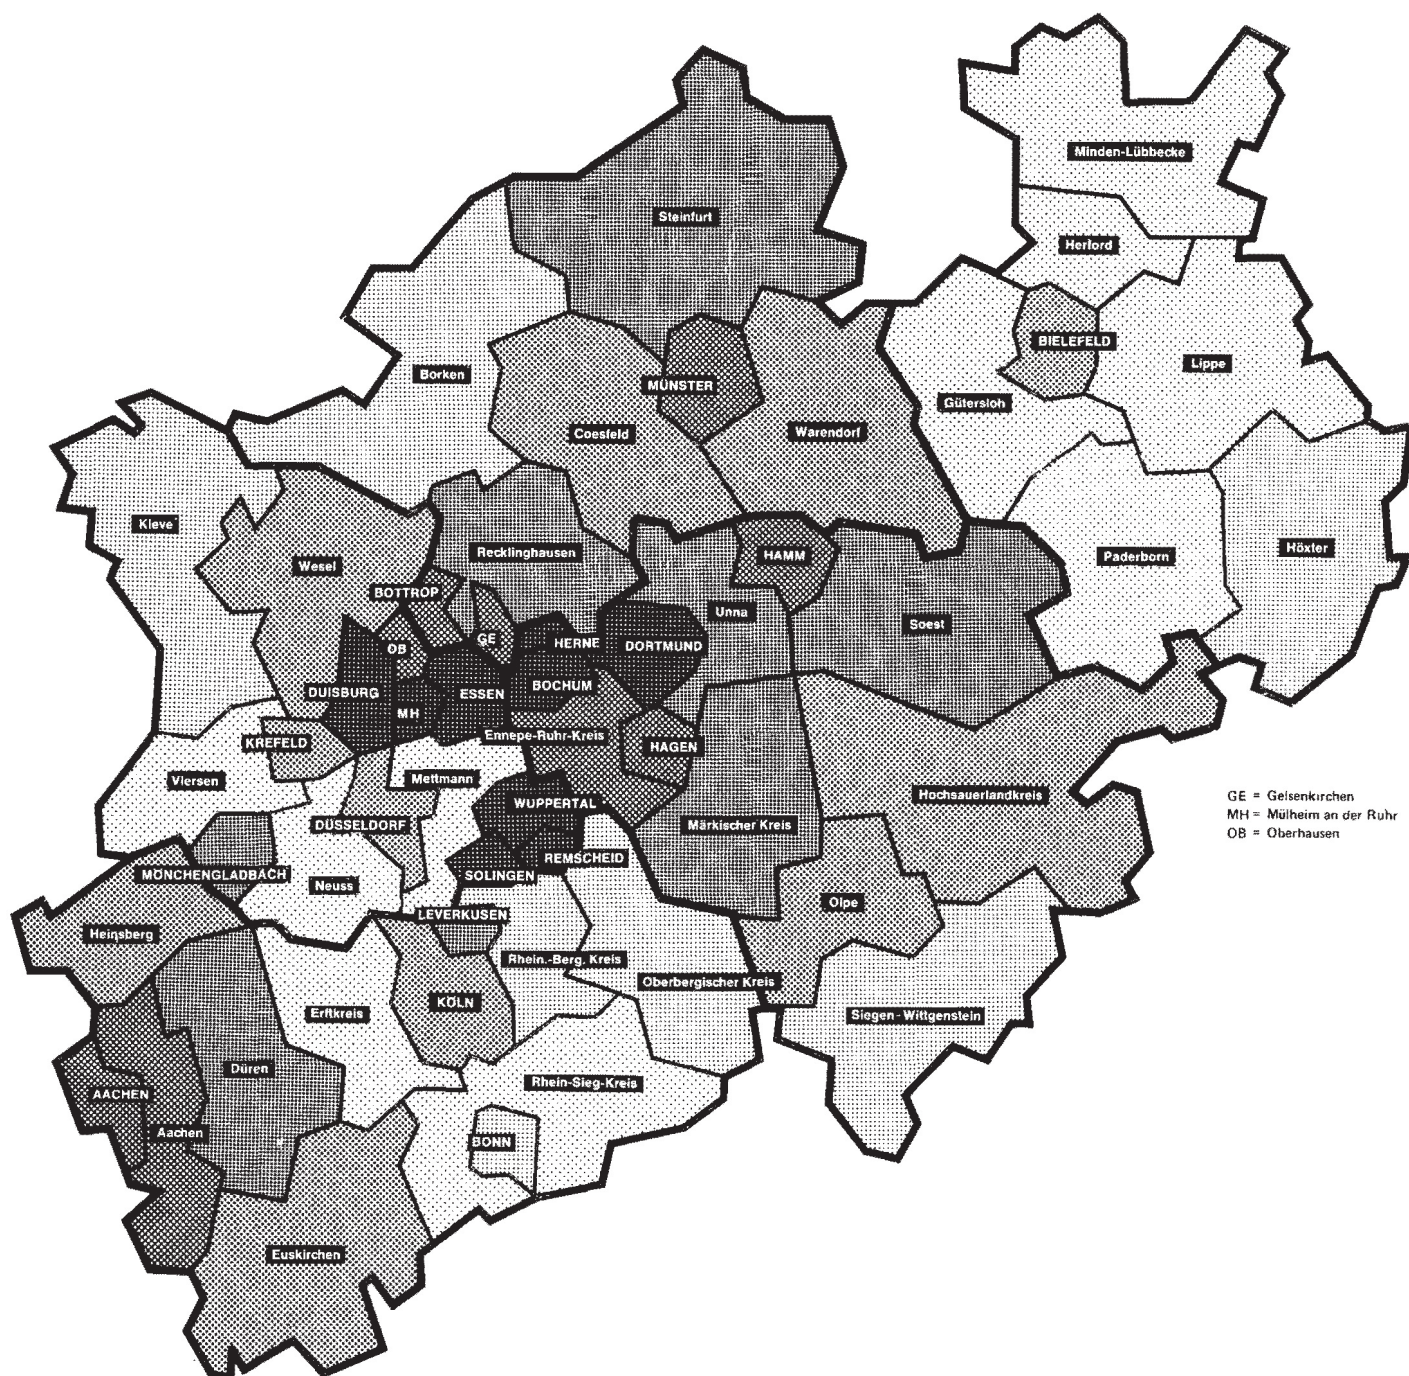 Minden-Lübbecke
Steinfurt
Herford
BIELEFELD
Lippe
Borken
MÜNSTER
Gütersloh
Coesfeld
Warendorf
Kleve
Recklinghausen
HAMM
Paderborn
Höxter
Wesel
BOTTROP
Unna
Soest
GE
HERNE
DORTMUND
OB
DUISBURG
ESSEN
BOCHUM
MH
Ennepe-Ruhr-Kreis
KREFELD
HAGEN
Viersen
Mettmann
Hochsauerlandkreis
WUPPERTAL
DÜSSELDORF
Märkischer Kreis
GE = Gelsenkirchen
MH = Mülheim an der Ruhr
OB = Oberhausen
REMSCHEID
MÖNCHENGLADBACH
SOLINGEN
Neuss
Olpe
LEVERKUSEN
Heinsberg
Rhein.-Berg. Kreis
Oberbergischer Kreis
KÖLN
Erftkreis
Siegen-Wittgenstein
Düren
Rhein-Sieg-Kreis
AACHEN
Aachen
BONN
Euskirchen